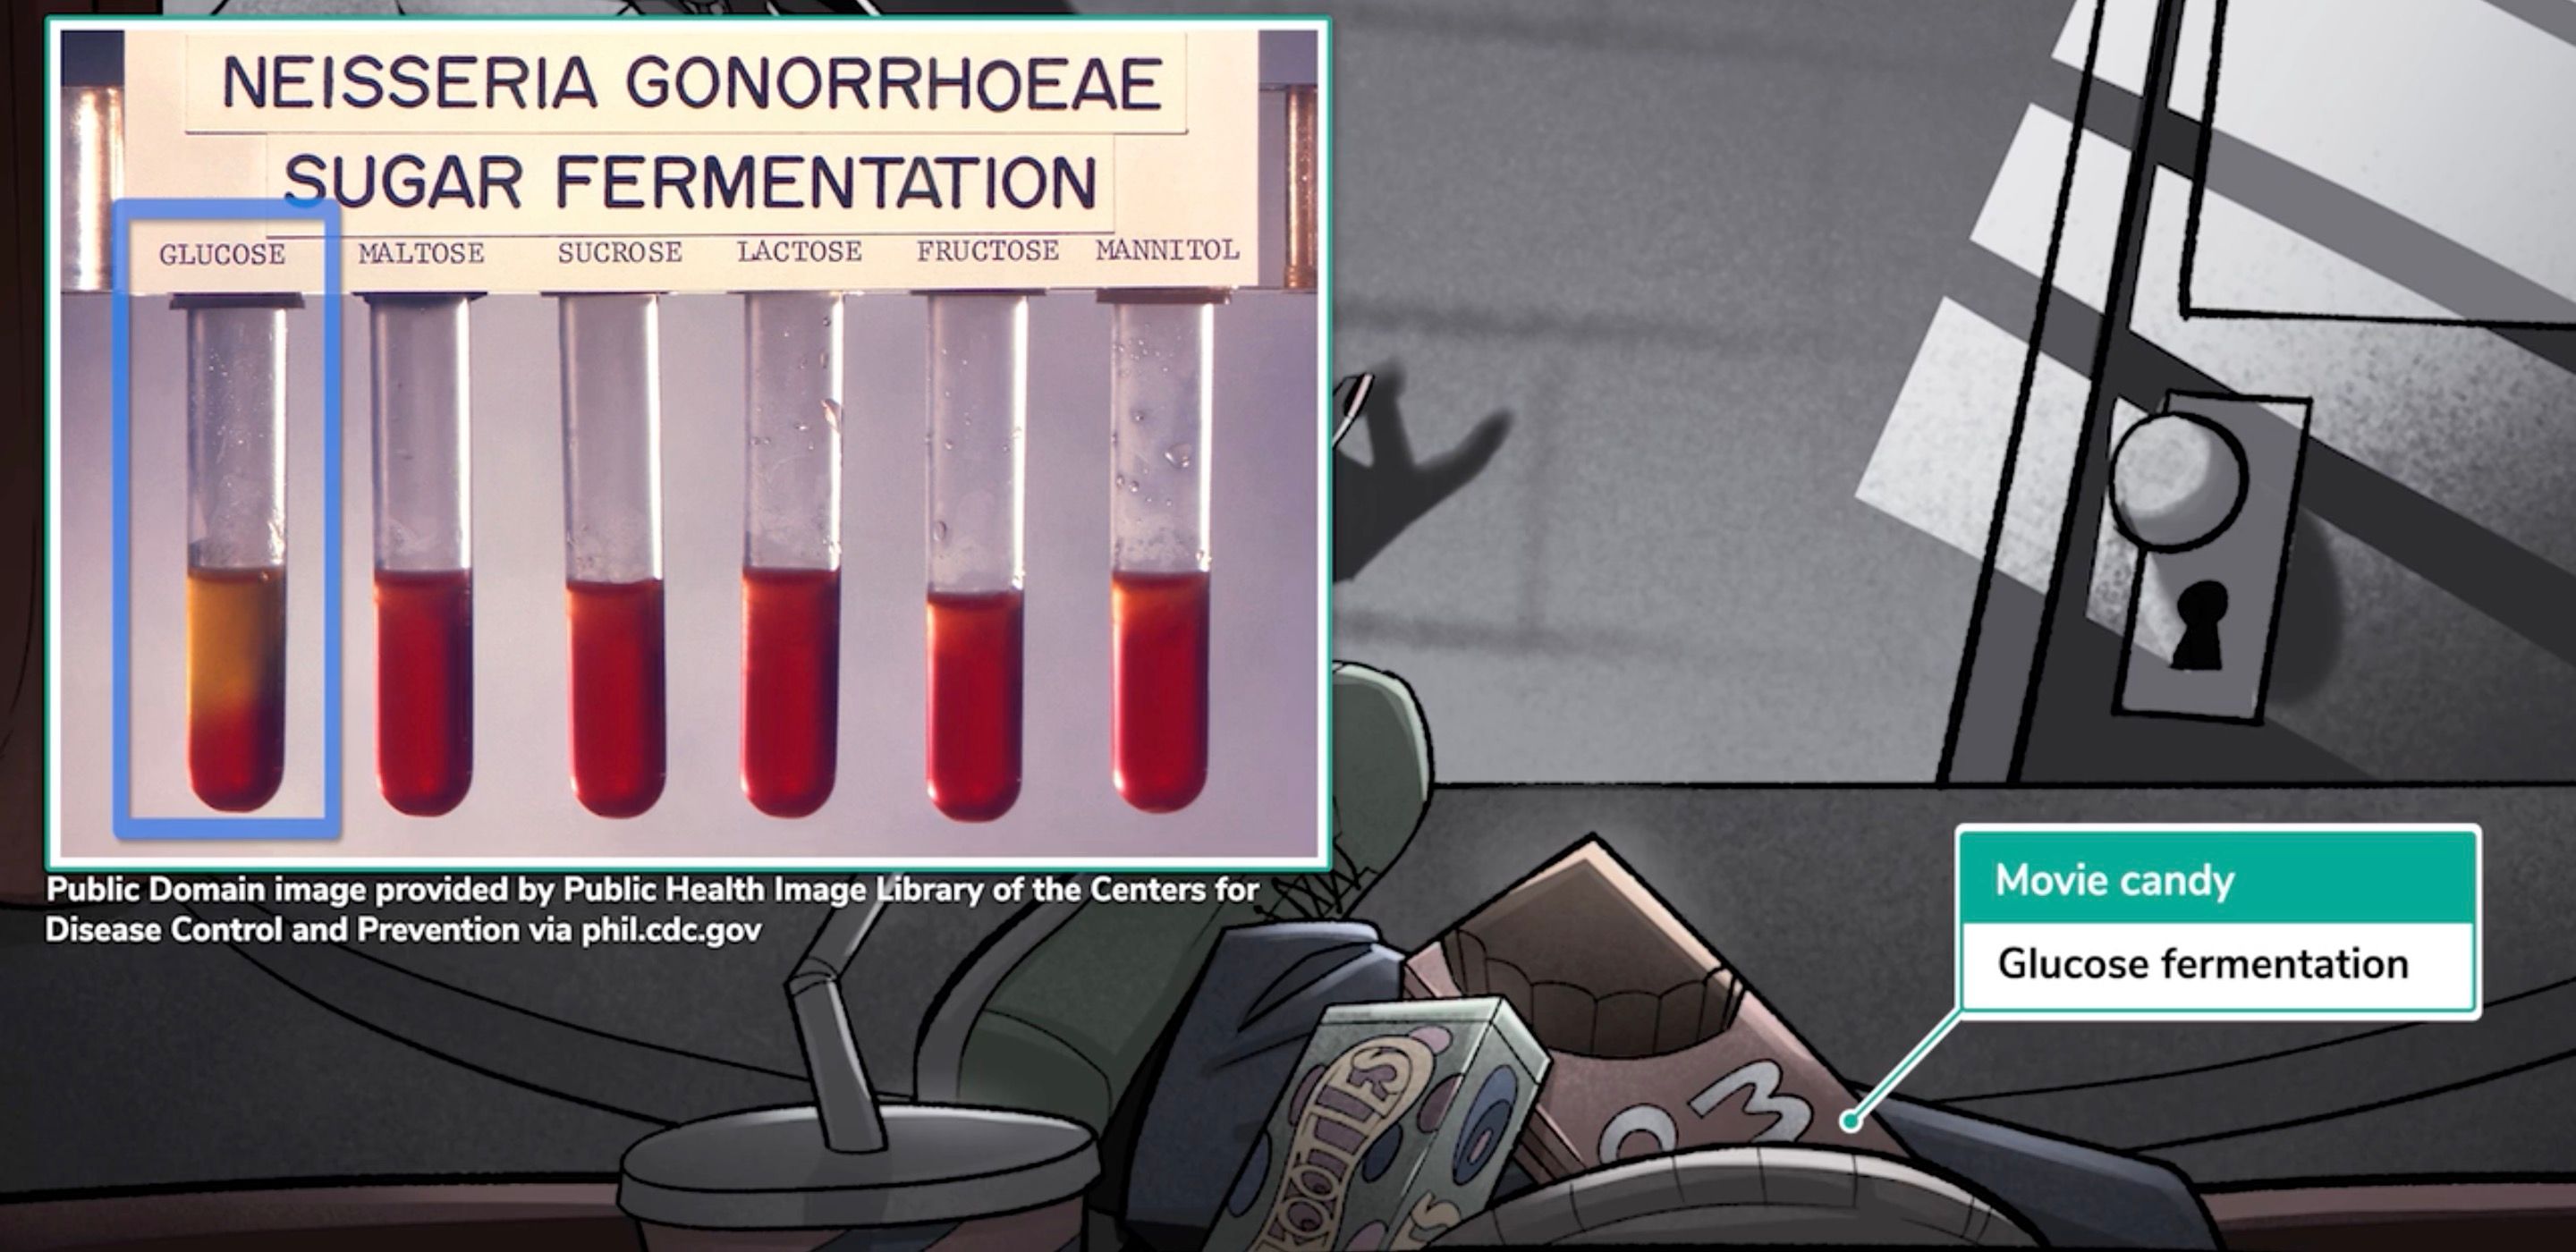 NEISSERIA GONORRHOEAE
SUGAR FERMENTATION
GLUCOSE MALTOSE SUCROSE LACTOSE FRUCTOSE MANNITOL
Public Domain image provided by Public Health Image Library of the Centers for
Disease Control and Prevention via phil.cdc.gov
Movie candy
Glucose fermentation